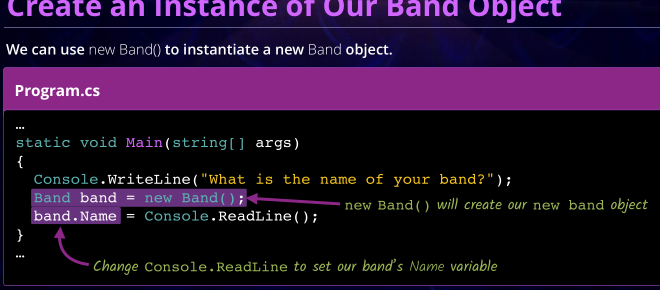 Create an Instance of Our Band Object
We can use new Band() to instantiate a new Band object.
Program.cs
…
static void Main(string[] args)
{
Console.WriteLine("What is the name of your band?");
Band band = new Band();
new Band() will create our new band object
band.Name = Console.ReadLine();
}
…
Change Console.ReadLine to set our band's Name variable